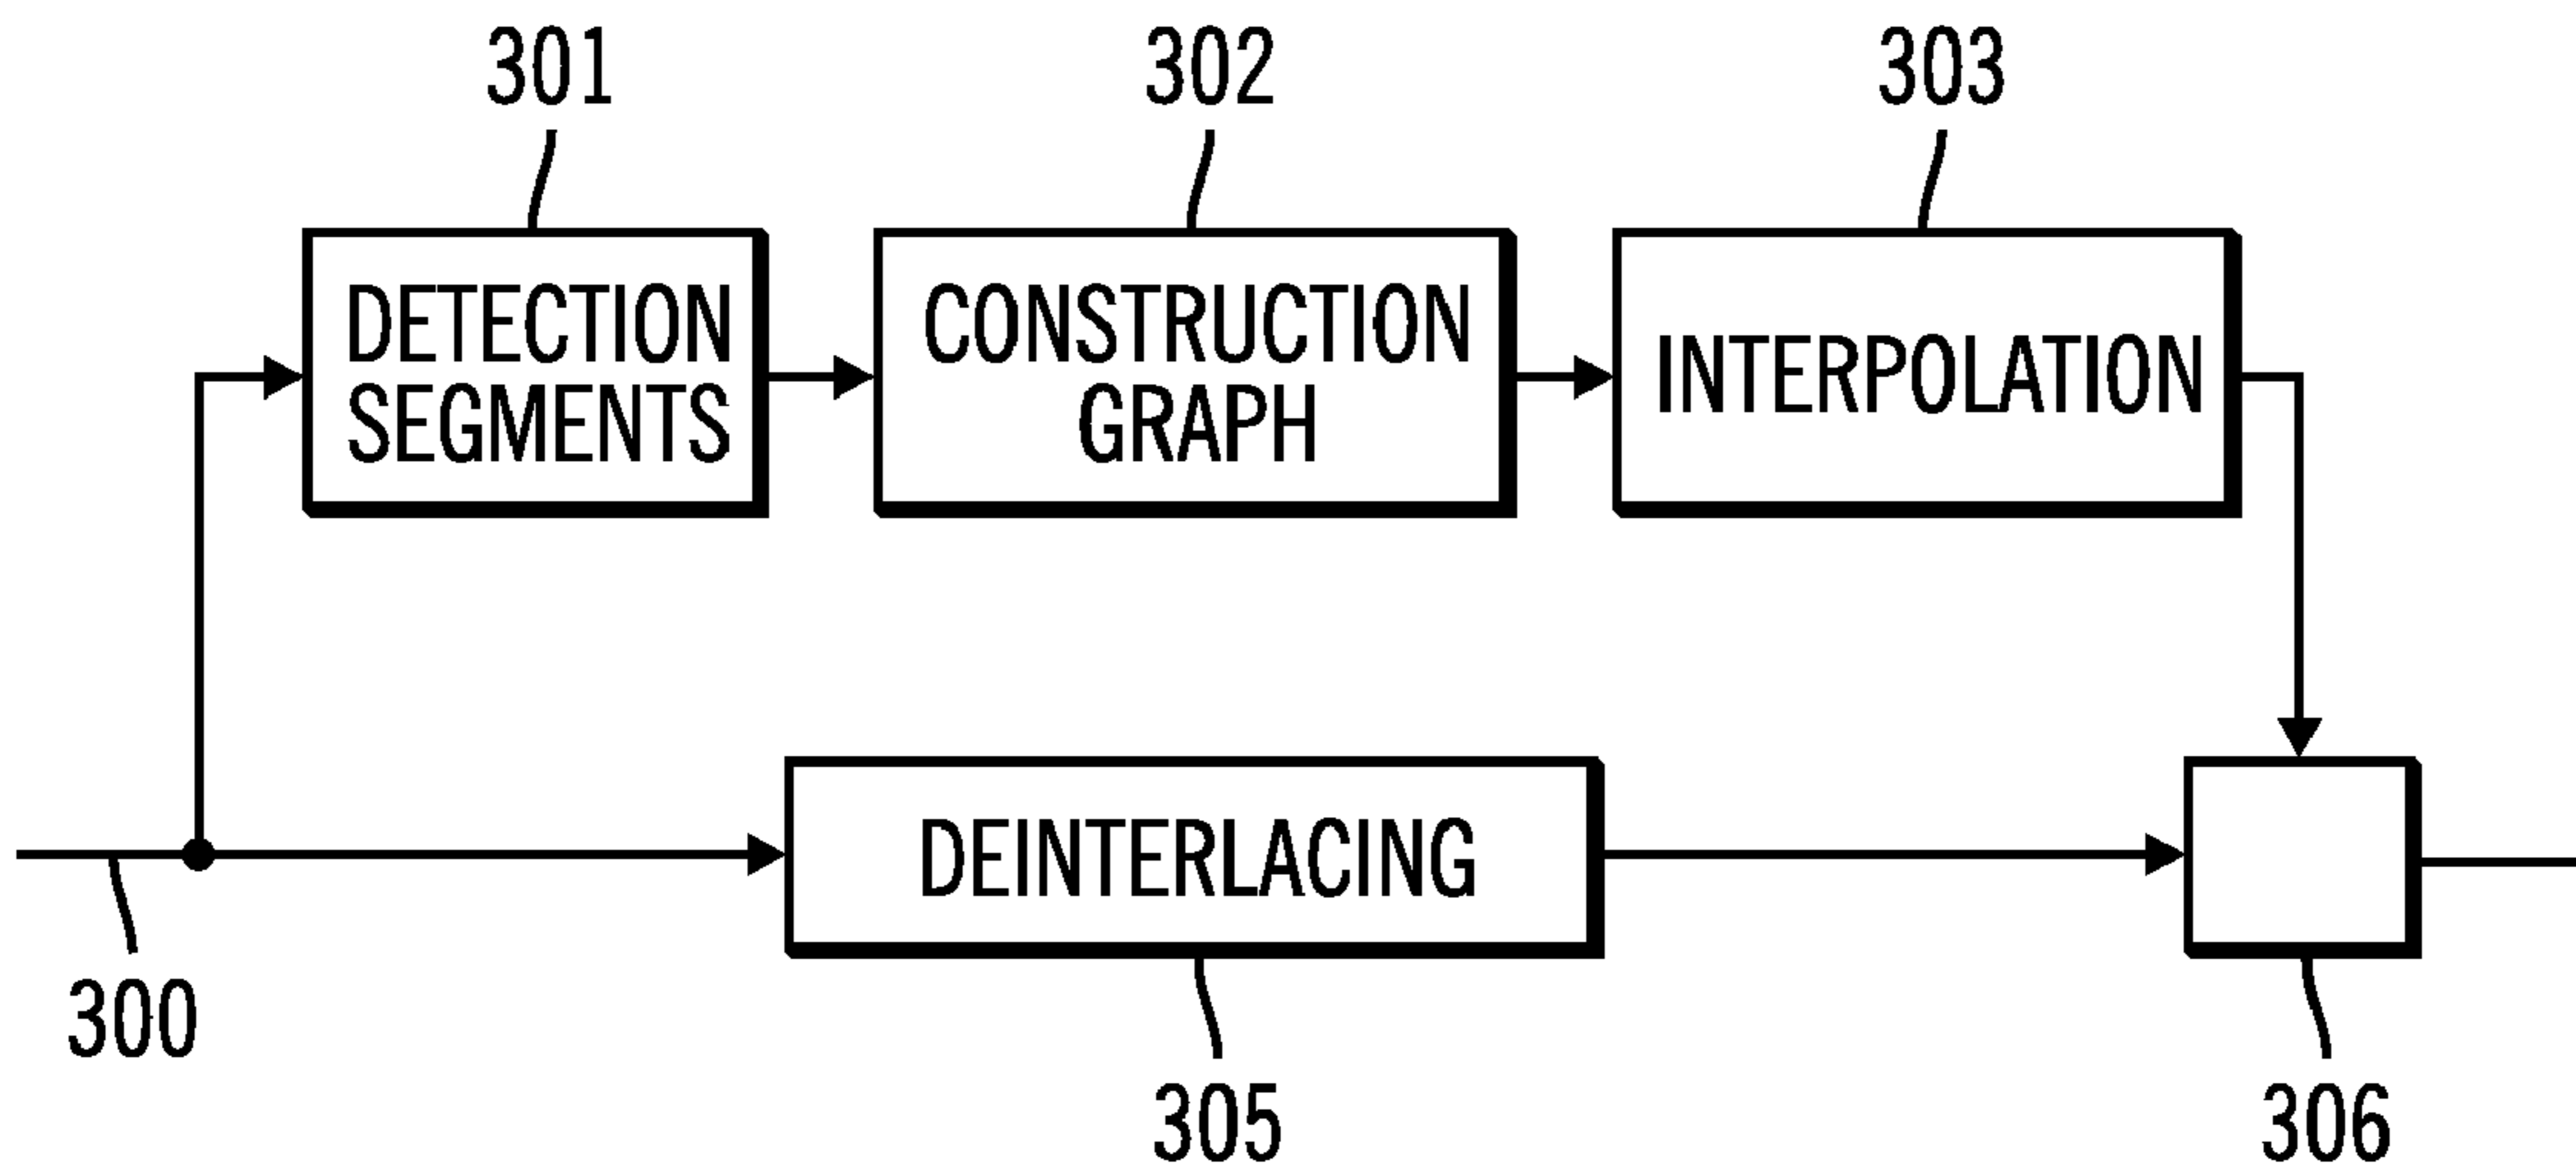 301
302
303
DETECTION
SEGMENTS
CONSTRUCTION
GRAPH
INTERPOLATION
DEINTERLACING
300
305
306